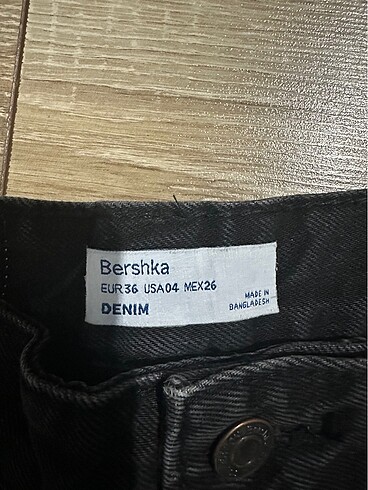 Bershka
EUR36 USA04 MEX26
DENIM
MADE IN
BANGLADESH